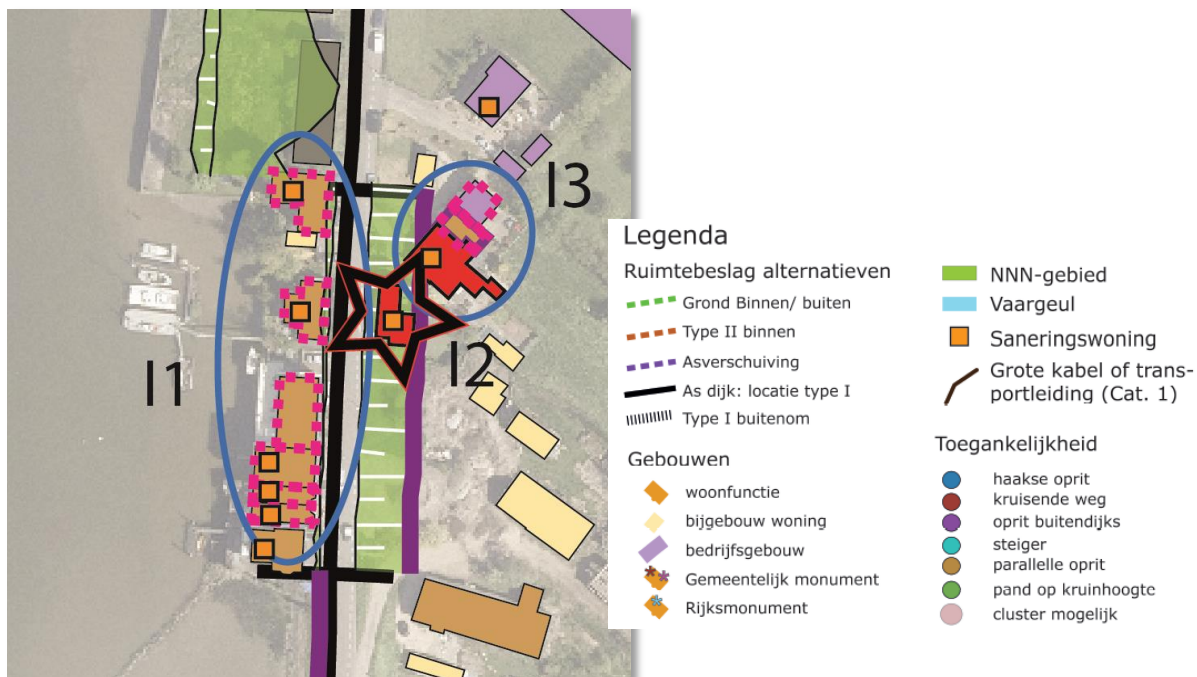 I3
I1
I2
Legenda
Ruimtebeslag alternatieven
Grond Binnen/ buiten
Type II binnen
Asverschuiving
As dijk: locatie type I
Type I buitenom
Gebouwen
woonfunctie
bijgebouw woning
bedrijfsgebouw
Gemeentelijk monument
Rijksmonument
NNN-gebied
Vaargeul
Saneringswoning
Grote kabel of trans-
portleiding (Cat. 1)
Toegankelijkheid
haakse oprit
kruisende weg
oprit buitendijks
steiger
parallelle oprit
pand op kruinhoogte
cluster mogelijk